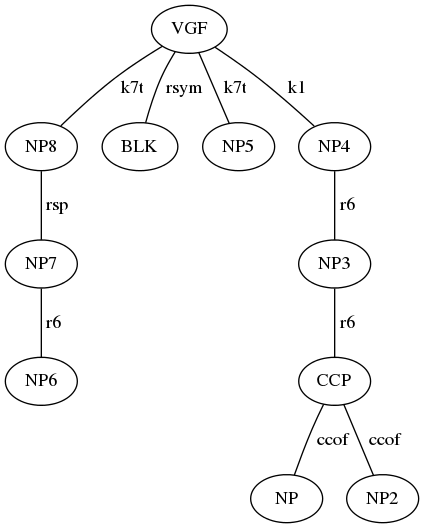 VGF
k7t rsym k7t k1
NP8 BLK NP5 NP4
rsp r6
NP7 NP3
r6 r6
NP6 CCP
ccof ccof
NP NP2